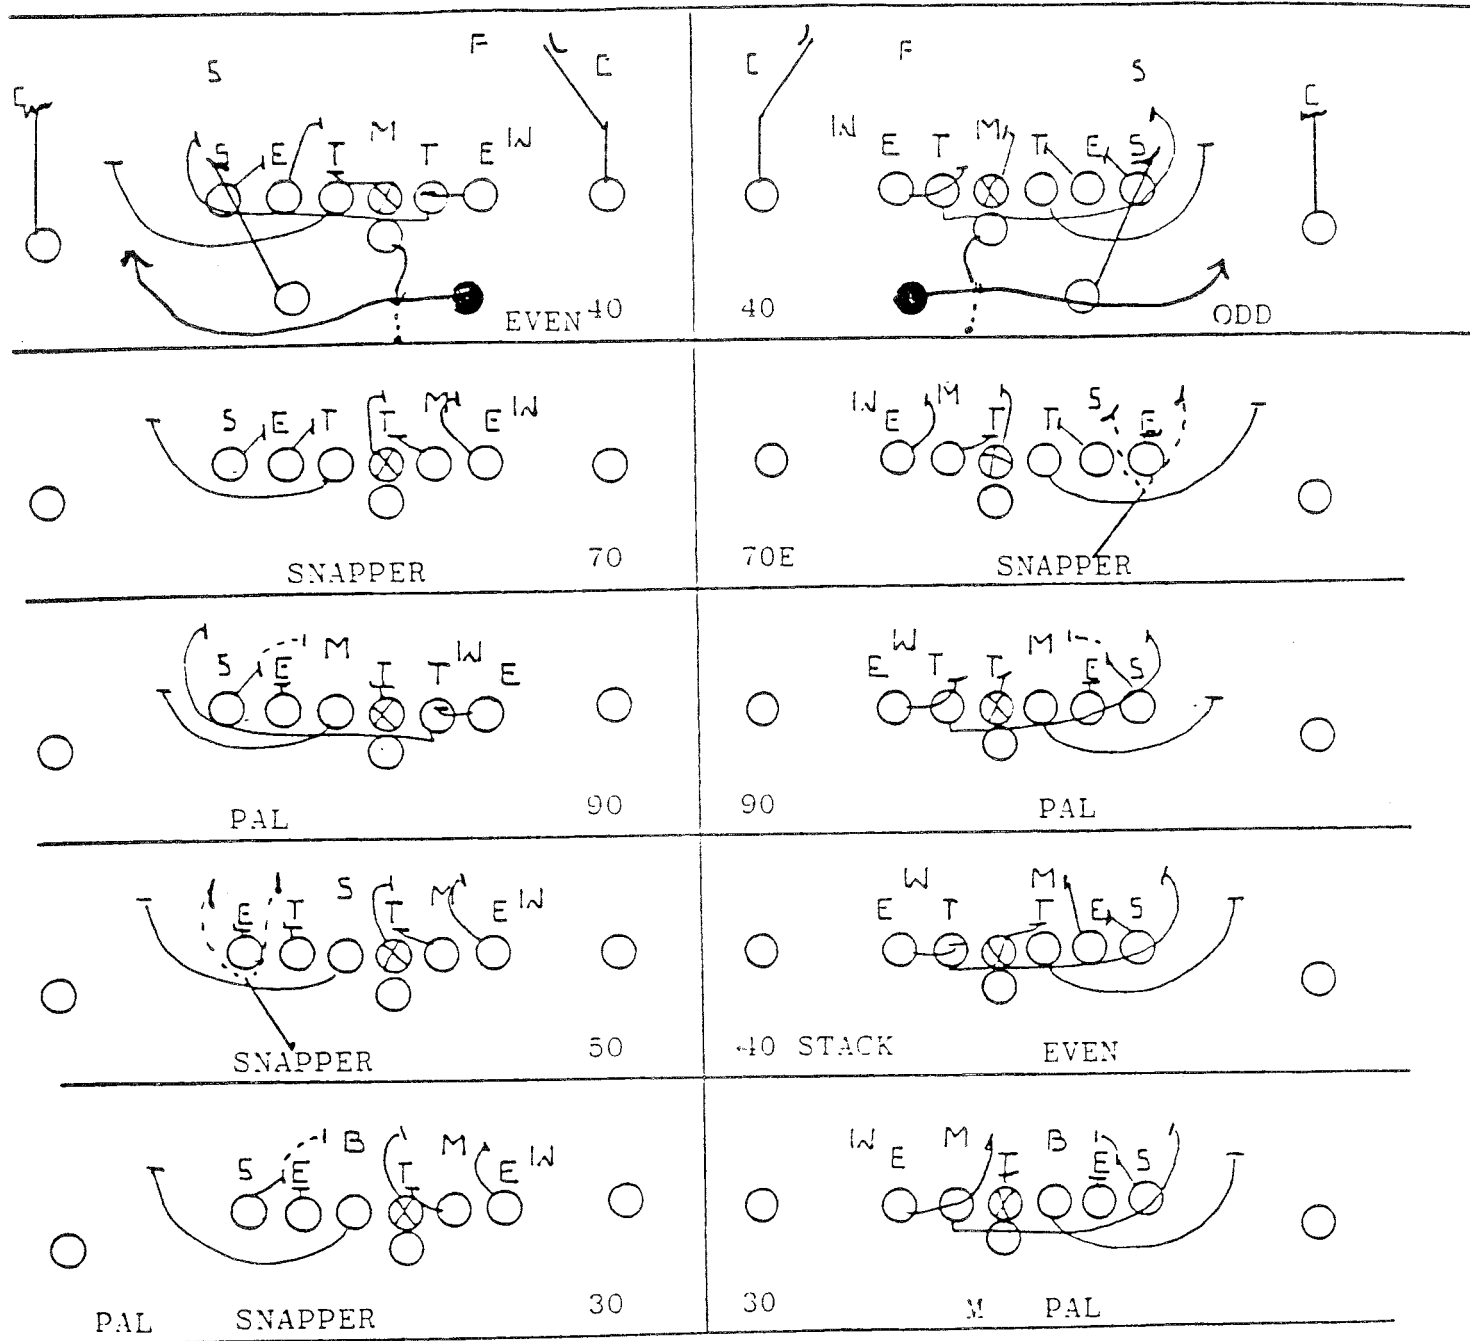 F C C F
S S
C C
S E T M T E W W E T M T E S
EVEN 40 40 ODD
S E T T M E W W E M T T S E
SNAPPER 70 70E SNAPPER
S E M T T W E E W T T M E S
PAL 90 90 PAL
E T S T M E W E W T M T E S
SNAPPER 50 40 STACK EVEN
S E B T M E W W E M T B E S
PAL SNAPPER 30 30 M PAL